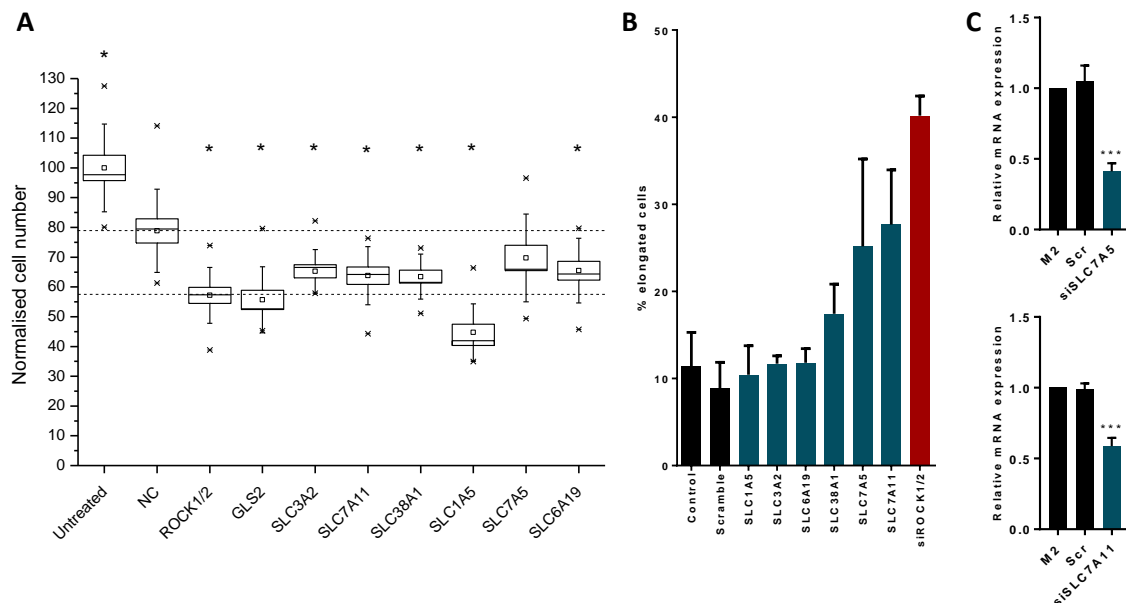 A
*
Normalised cell number
130
120
110
100
90
80
70
60
50
40
30
20
10
0
* * * * * * *
Untreated
NC
ROCK1/2
GLS2
SLC3A2
SLC7A11
SLC38A1
SLC1A5
SLC7A5
SLC6A19
B
% elongated cells
50
40
30
20
10
0
Control
Scramble
SLC1A5
SLC3A2
SLC6A19
SLC38A1
SLC7A5
SLC7A11
siROCK1/2
C
Relative mRNA expression
1.5
1.0
0.5
0.0
***
M2
Scr
siSLC7A5
Relative mRNA expression
1.5
1.0
0.5
0.0
***
M2
Scr
siSLC7A11